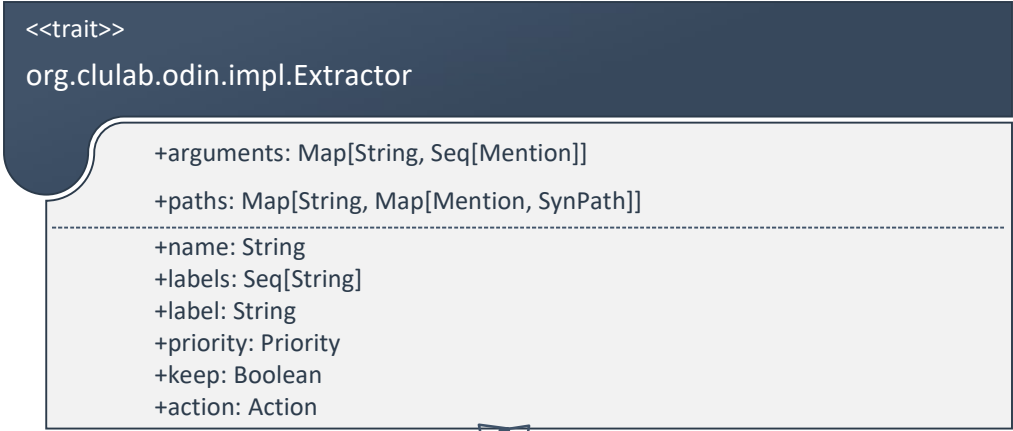 <<trait>>
org.clulab.odin.impl.Extractor
+arguments: Map[String, Seq[Mention]]
+paths: Map[String, Map[Mention, SynPath]]
+name: String
+labels: Seq[String]
+label: String
+priority: Priority
+keep: Boolean
+action: Action